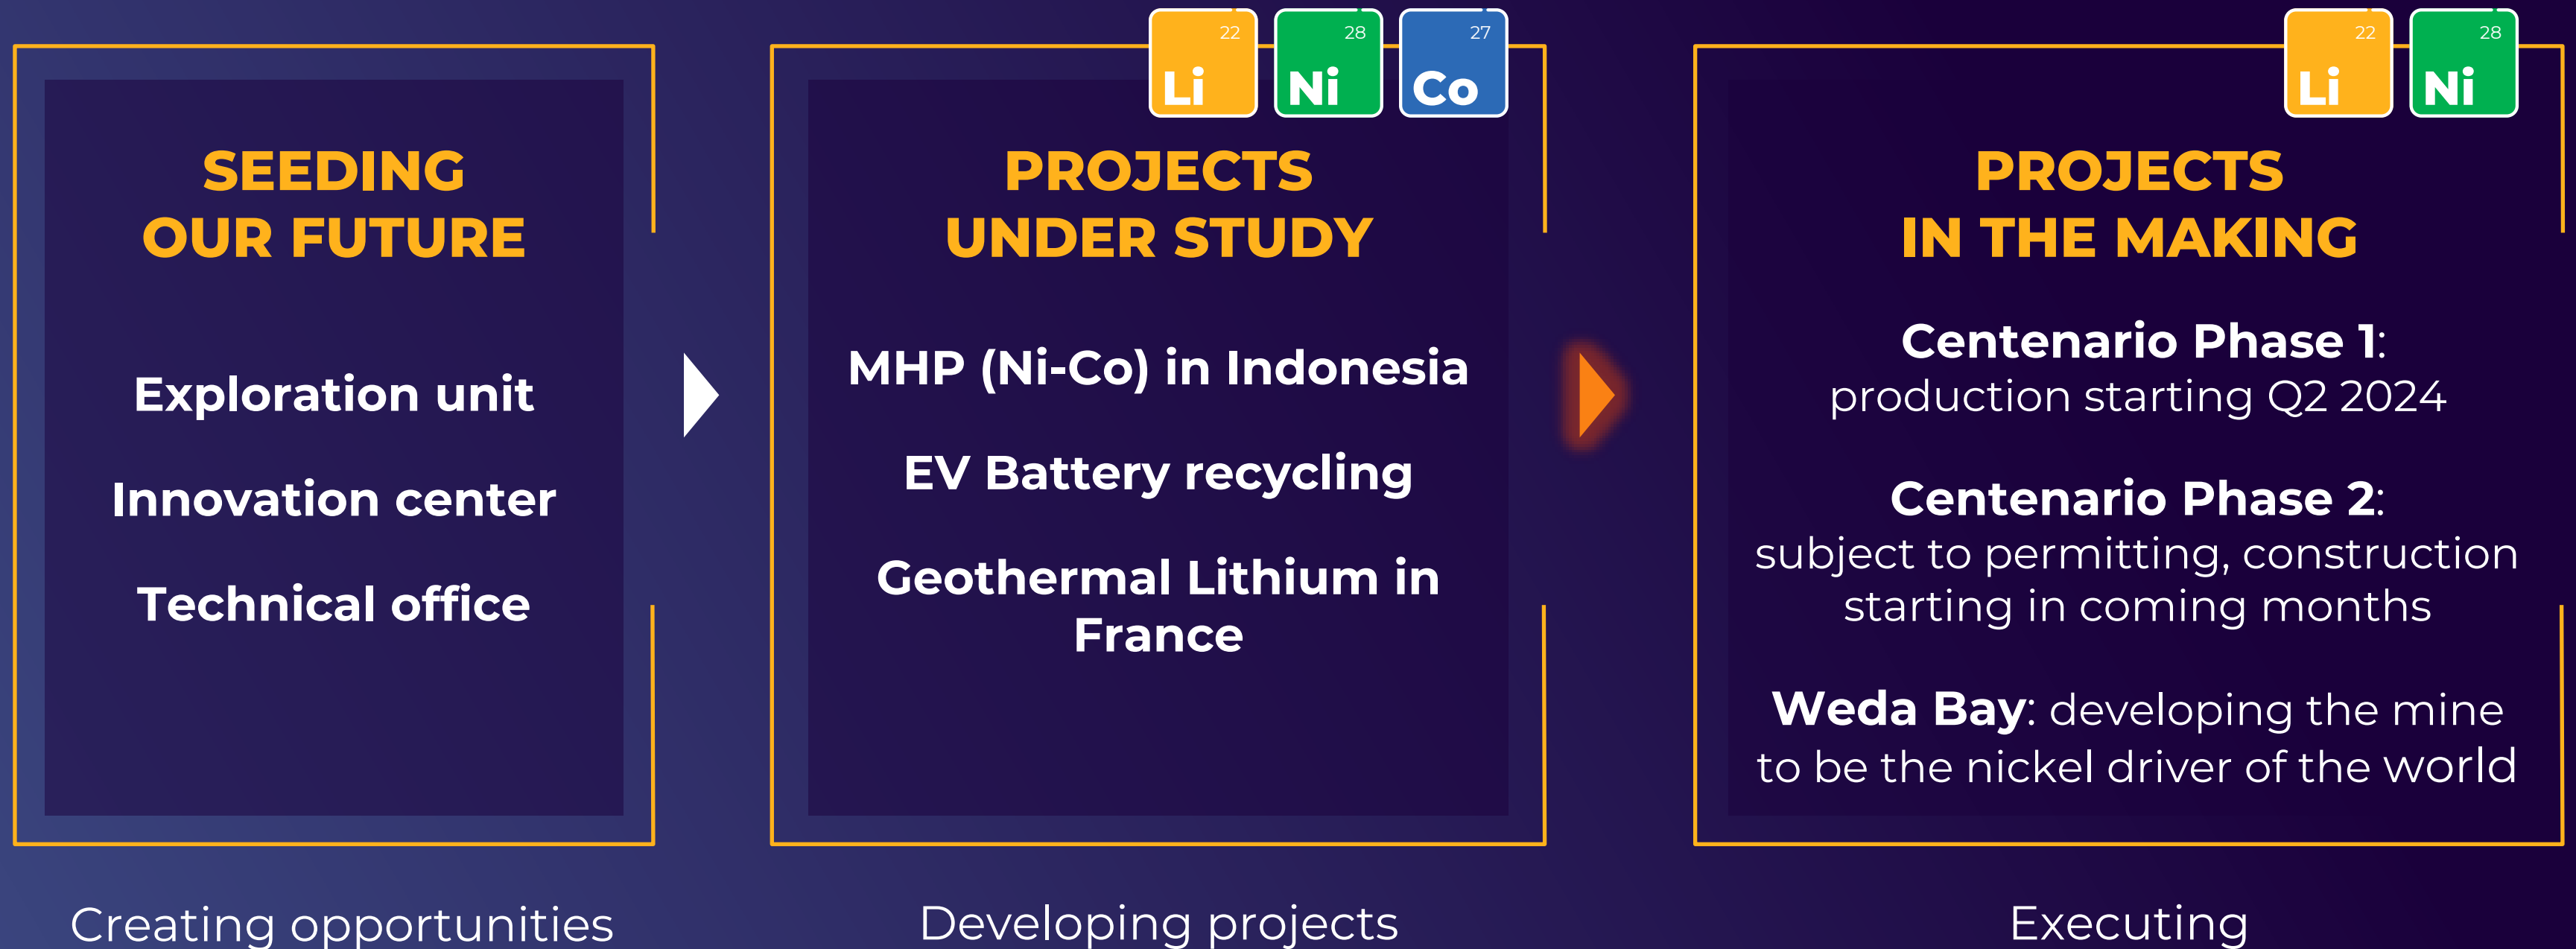 22
Li
28
Ni
27
Co
22
Li
28
Ni
SEEDING
OUR FUTURE
Exploration unit
Innovation center
Technical office
Creating opportunities
PROJECTS
UNDER STUDY
MHP (Ni-Co) in Indonesia
EV Battery recycling
Geothermal Lithium in
France
Developing projects
PROJECTS
IN THE MAKING
Centenario Phase 1:
production starting Q2 2024
Centenario Phase 2:
subject to permitting, construction
starting in coming months
Weda Bay: developing the mine
to be the nickel driver of the world
Executing